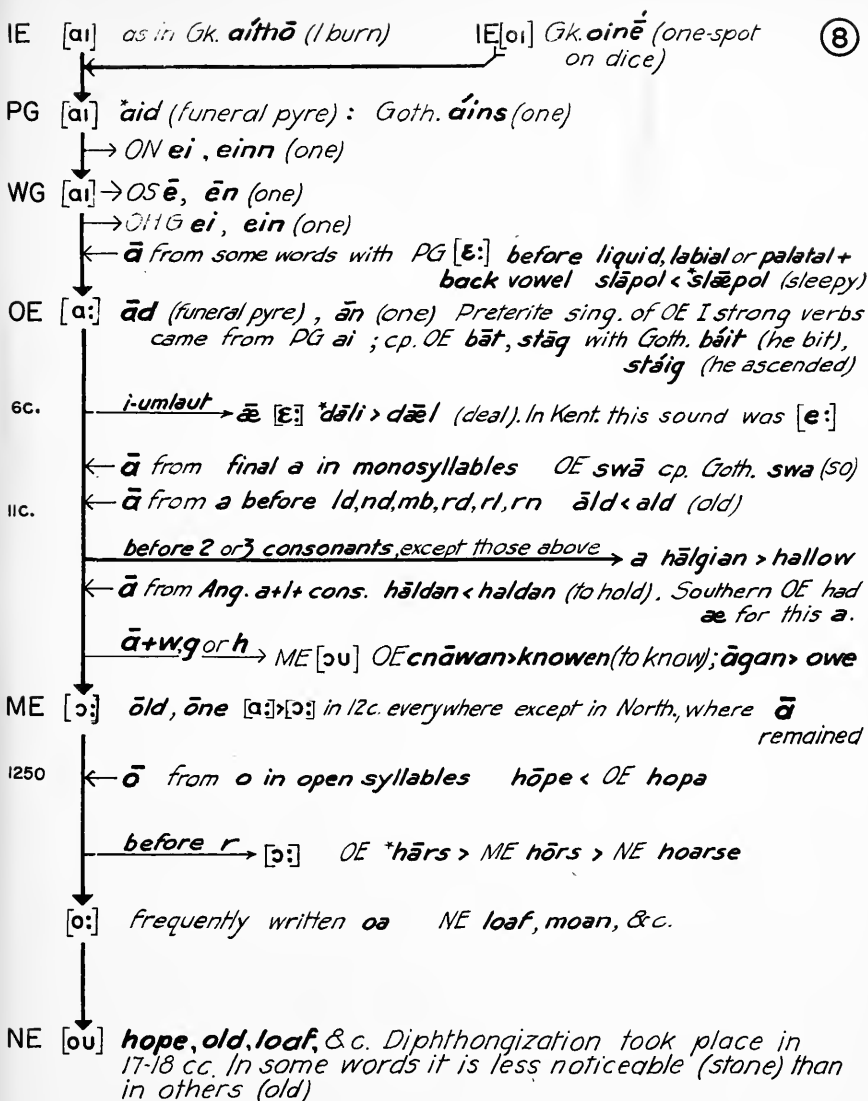 IE [aɪ] as in Gk. aíthō (I burn) IE[oɪ] Gk. oinḗ (one-spot 8
on dice)
PG [aɪ] *aid (funeral pyre) : Goth. áins (one)
→ ON ei, einn (one)
WG [aɪ] → OS ē, ēn (one)
→ OHG ei, ein (one)
← ā from some words with PG [ɛ:] before liquid, labial or palatal +
back vowel slāpol < *slǣpol (sleepy)
OE [a:] ād (funeral pyre), ān (one) Preterite sing. of OE I strong verbs
came from PG ai ; cp. OE bāt, stāg with Goth. báit (he bit),
stáig (he ascended)
6c. i-umlaut → ǣ [ɛ:] *dāli > dǣl (deal). In Kent. this sound was [e:]
← ā from final a in monosyllables OE swā cp. Goth. swa (so)
← ā from a before ld, nd, mb, rd, rl, rn āld < ald (old)
11c.
before 2 or 3 consonants, except those above → a hālgian > hallow
← ā from Ang. a+l+ cons. hāldan < haldan (to hold). Southern OE had
æ for this a.
ā+w, g or h → ME [ɔu] OE cnāwan > knowen (to know); āgan > owe
ME [ɔ:] ōld, ōne [a:]>[ɔ:] in 12c. everywhere except in North., where ā
remained
1250 ← ō from o in open syllables hōpe < OE hopa
before r → [ɔ:] OE *hārs > ME hōrs > NE hoarse
[o:] frequently written oa NE loaf, moan, &c.
NE [ou] hope, old, loaf, &c. Diphthongization took place in
17-18 cc. In some words it is less noticeable (stone) than
in others (old)